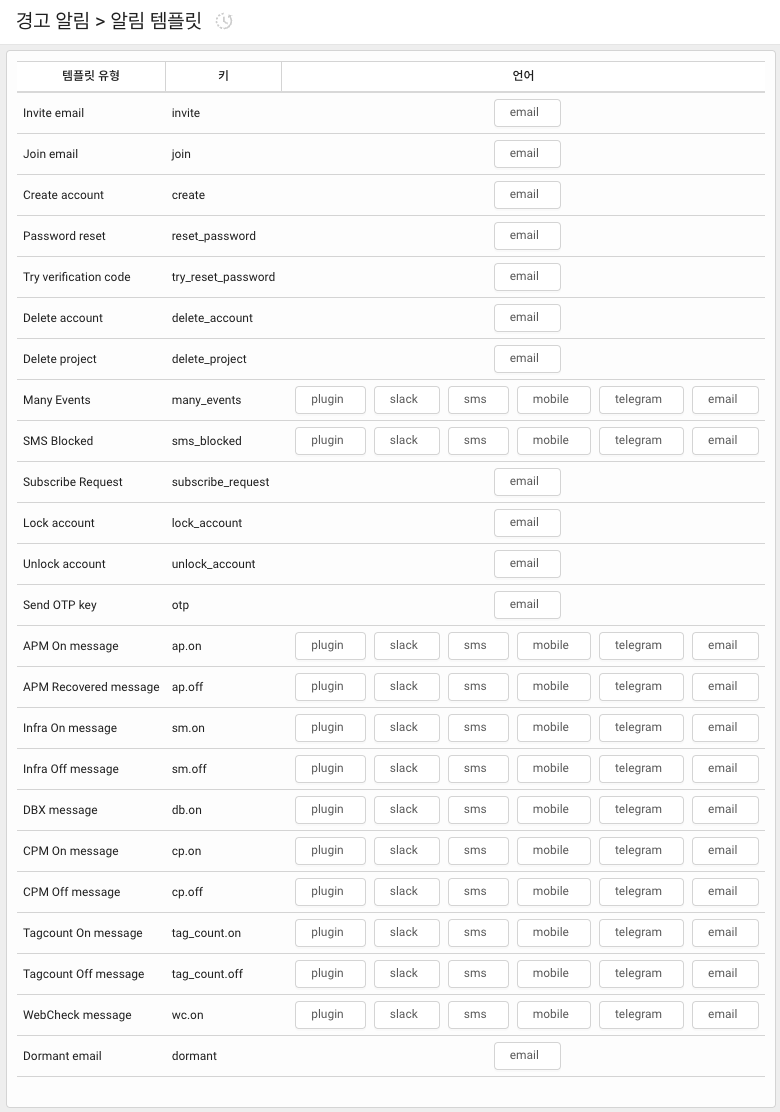 경고 알림 > 알림 템플릿
템플릿 유형 키 언어
Invite email invite email
Join email join email
Create account create email
Password reset reset_password email
Try verification code try_reset_password email
Delete account delete_account email
Delete project delete_project email
Many Events many_events plugin slack sms mobile telegram email
SMS Blocked sms_blocked plugin slack sms mobile telegram email
Subscribe Request subscribe_request email
Lock account lock_account email
Unlock account unlock_account email
Send OTP key otp email
APM On message ap.on plugin slack sms mobile telegram email
APM Recovered message ap.off plugin slack sms mobile telegram email
Infra On message sm.on plugin slack sms mobile telegram email
Infra Off message sm.off plugin slack sms mobile telegram email
DBX message db.on plugin slack sms mobile telegram email
CPM On message cp.on plugin slack sms mobile telegram email
CPM Off message cp.off plugin slack sms mobile telegram email
Tagcount On message tag_count.on plugin slack sms mobile telegram email
Tagcount Off message tag_count.off plugin slack sms mobile telegram email
WebCheck message wc.on plugin slack sms mobile telegram email
Dormant email dormant email